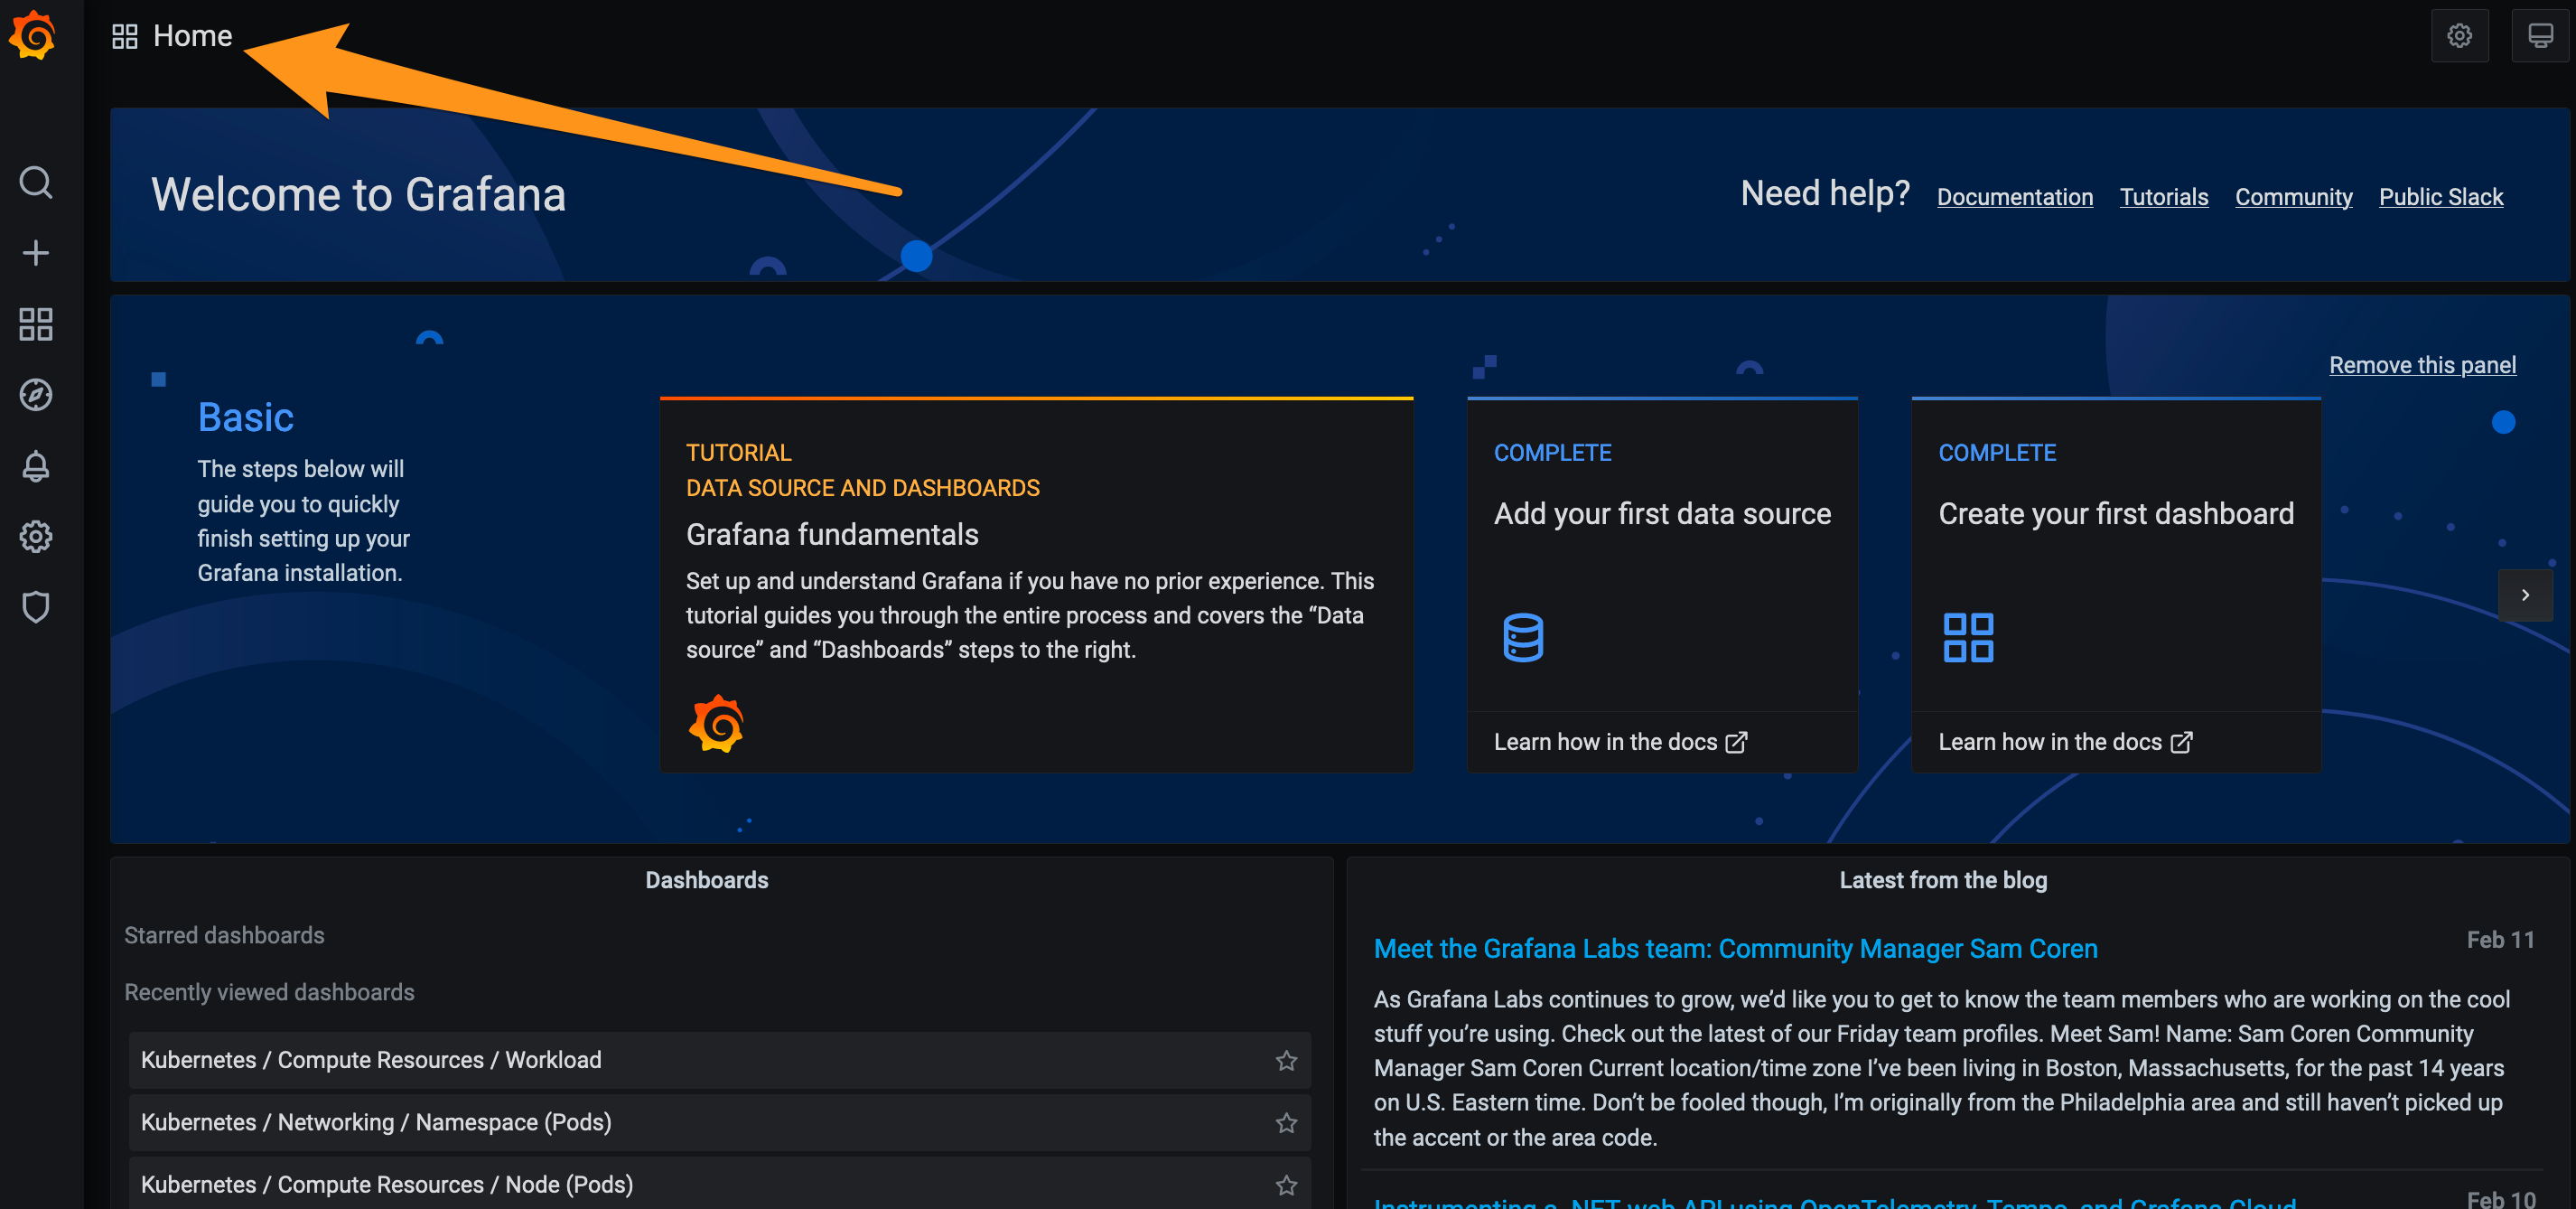 Home
Welcome to Grafana
Need help? Documentation Tutorials Community Public Slack
Remove this panel
Basic
The steps below will
guide you to quickly
finish setting up your
Grafana installation.
TUTORIAL
DATA SOURCE AND DASHBOARDS
Grafana fundamentals
Set up and understand Grafana if you have no prior experience. This
tutorial guides you through the entire process and covers the “Data
source” and “Dashboards” steps to the right.
COMPLETE
Add your first data source
Learn how in the docs
COMPLETE
Create your first dashboard
Learn how in the docs
Dashboards
Starred dashboards
Recently viewed dashboards
Kubernetes / Compute Resources / Workload
Kubernetes / Networking / Namespace (Pods)
Kubernetes / Compute Resources / Node (Pods)
Latest from the blog
Meet the Grafana Labs team: Community Manager Sam Coren
Feb 11
As Grafana Labs continues to grow, we’d like you to get to know the team members who are working on the cool
stuff you’re using. Check out the latest of our Friday team profiles. Meet Sam! Name: Sam Coren Community
Manager Sam Coren Current location/time zone I’ve been living in Boston, Massachusetts, for the past 14 years
on U.S. Eastern time. Don’t be fooled though, I’m originally from the Philadelphia area and still haven’t picked up
the accent or the area code.
Instrumenting a .NET web API using OpenTelemetry, Tempo, and Grafana Cloud
Feb 10